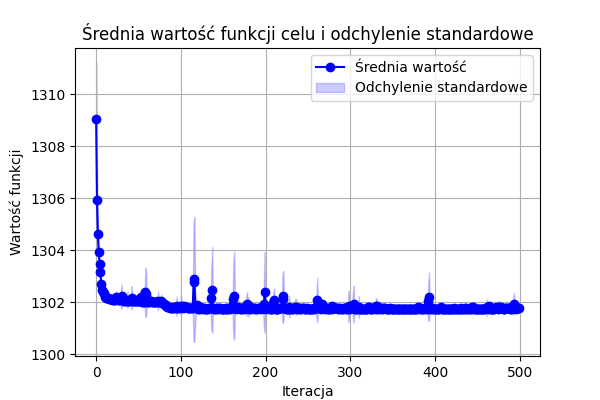 Średnia wartość funkcji celu i odchylenie standardowe
Średnia wartość
Odchylenie standardowe
Wartość funkcji
1310
1308
1306
1304
1302
1300
0 100 200 300 400 500
Iteracja